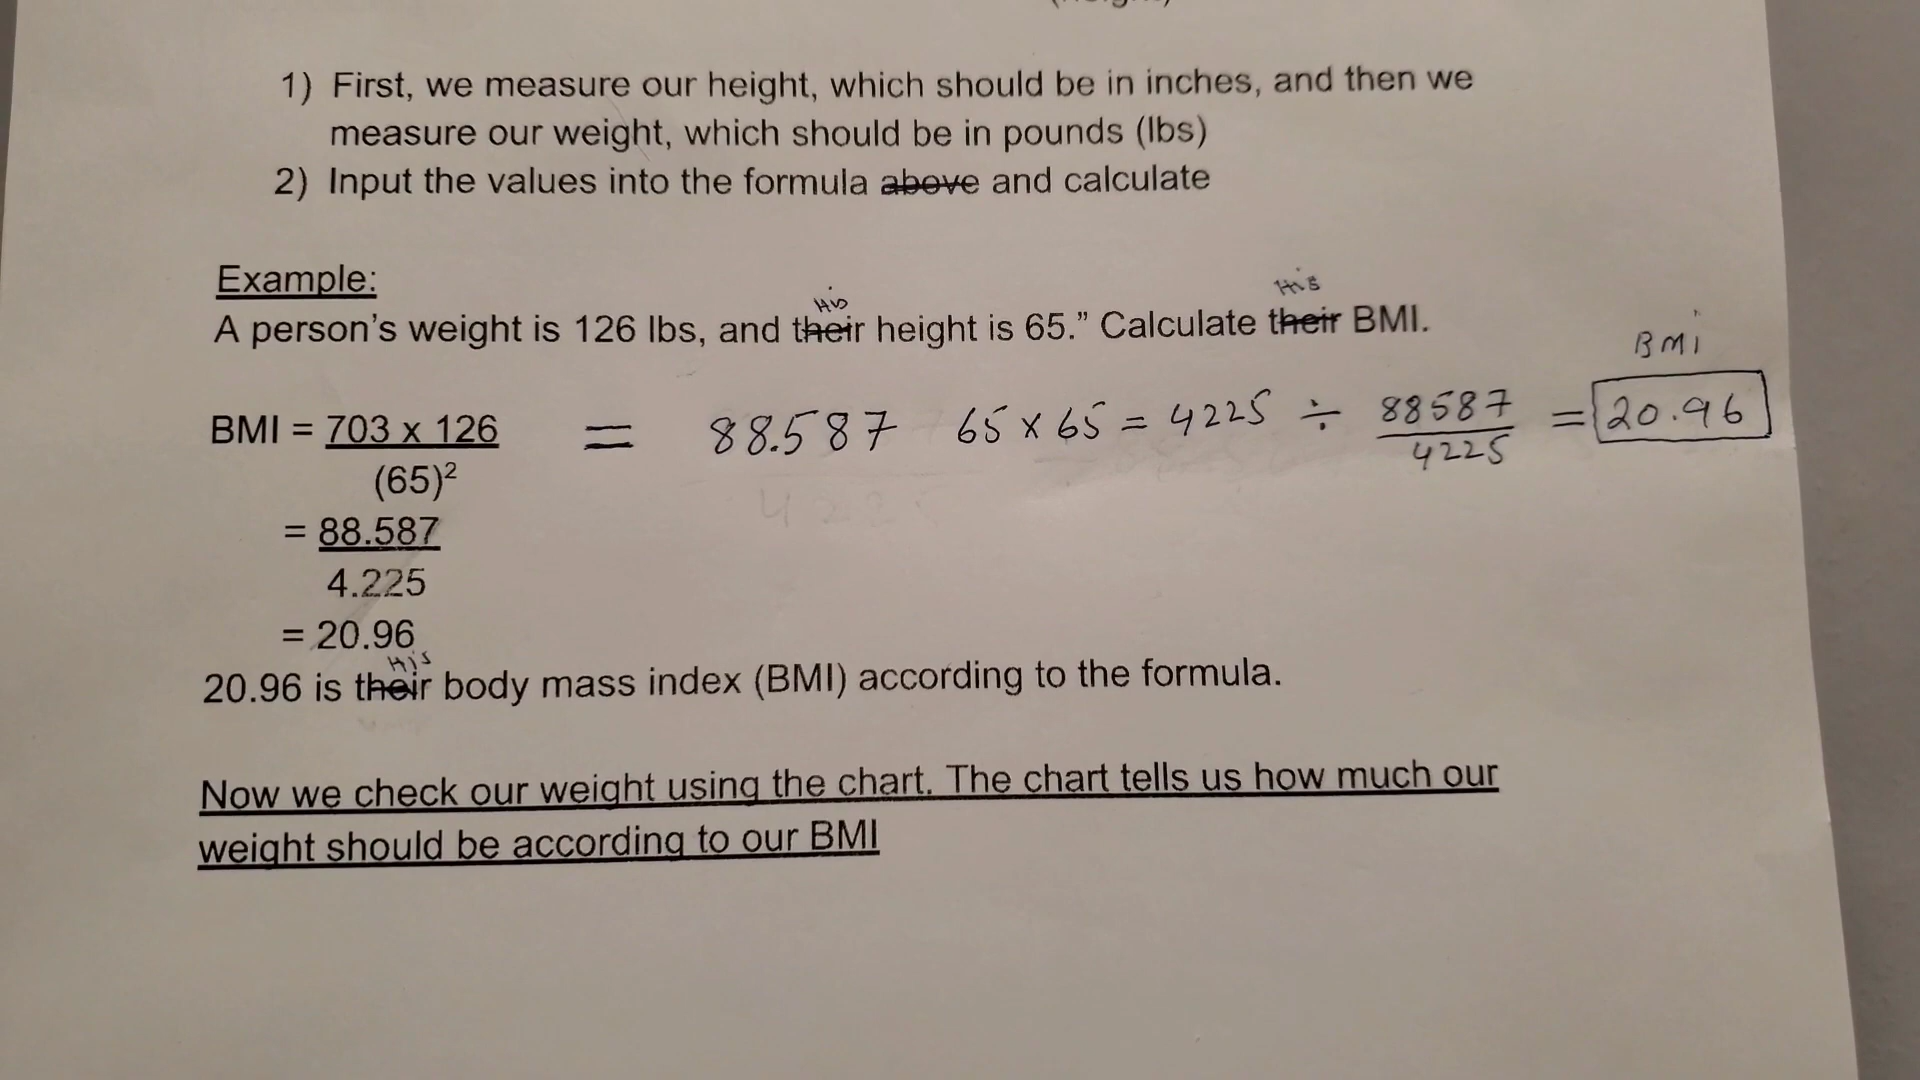 1) First, we measure our height, which should be in inches, and then we
measure our weight, which should be in pounds (lbs)
2) Input the values into the formula above and calculate
Example:
His His
A person's weight is 126 lbs, and their height is 65.” Calculate their BMI.
BMI
BMI = 703 x 126 = 88.587 65 x 65 = 4225 ÷ 88587 = 20.96
(65)² 4225
= 88.587
4.225
= 20.96
His
20.96 is their body mass index (BMI) according to the formula.
Now we check our weight using the chart. The chart tells us how much our
weight should be according to our BMI